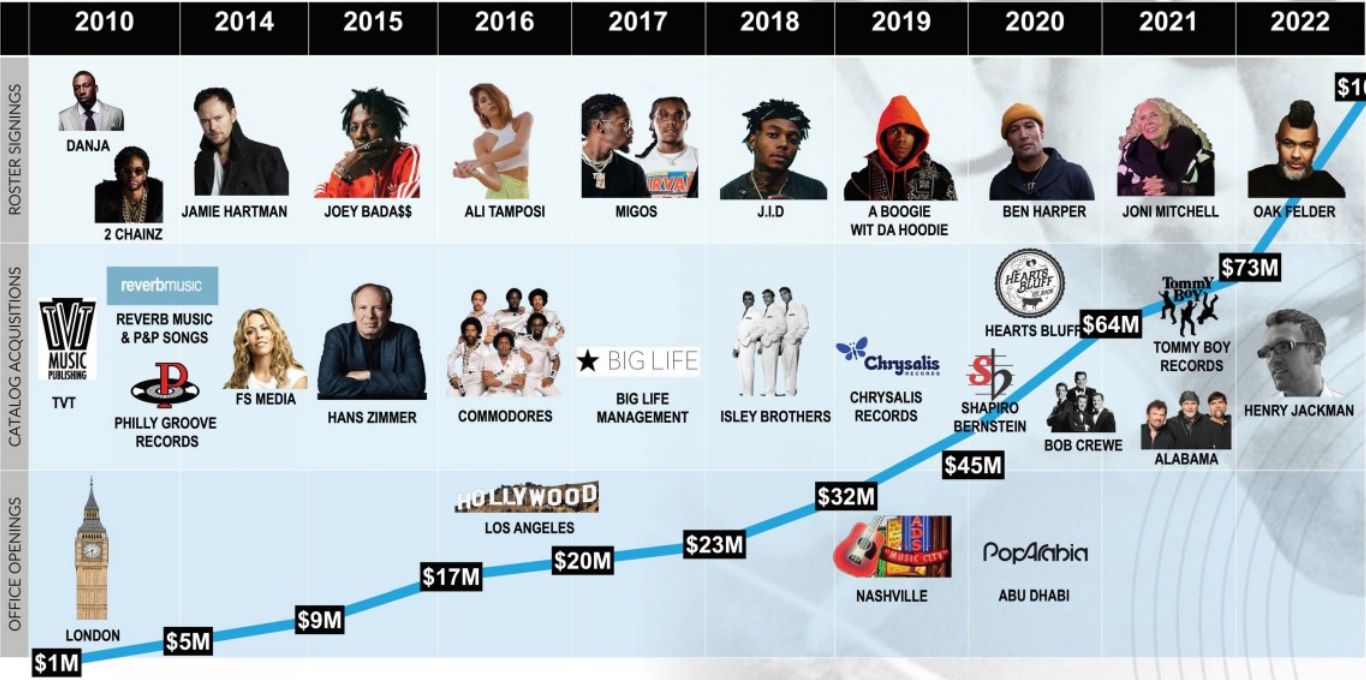 2010 2014 2015 2016 2017 2018 2019 2020 2021 2022
ROSTER SIGNINGS
DANJA
2 CHAINZ
JAMIE HARTMAN
JOEY BADA$$
ALI TAMPOSI
MIGOS
J.I.D
A BOOGIE
WIT DA HOODIE
BEN HARPER
JONI MITCHELL
OAK FELDER
CATALOG ACQUISITIONS
TVT
MUSIC
PUBLISHING
TVT
reverbmusic
REVERB MUSIC
& P&P SONGS
PHILLY GROOVE
RECORDS
FS MEDIA
HANS ZIMMER
COMMODORES
BIG LIFE
BIG LIFE
MANAGEMENT
ISLEY BROTHERS
Chrysalis
RECORDS
CHRYSALIS
RECORDS
HEARTS
BLUFF
HEARTS BLUFF
Sb
SHAPIRO
BERNSTEIN
BOB CREWE
Tommy
Boy
TOMMY BOY
RECORDS
ALABAMA
HENRY JACKMAN
OFFICE OPENINGS
LONDON
HOLLYWOOD
LOS ANGELES
MUSIC CITY
NASHVILLE
PopArabia
ABU DHABI
$1M
$5M
$9M
$17M
$20M
$23M
$32M
$45M
$64M
$73M